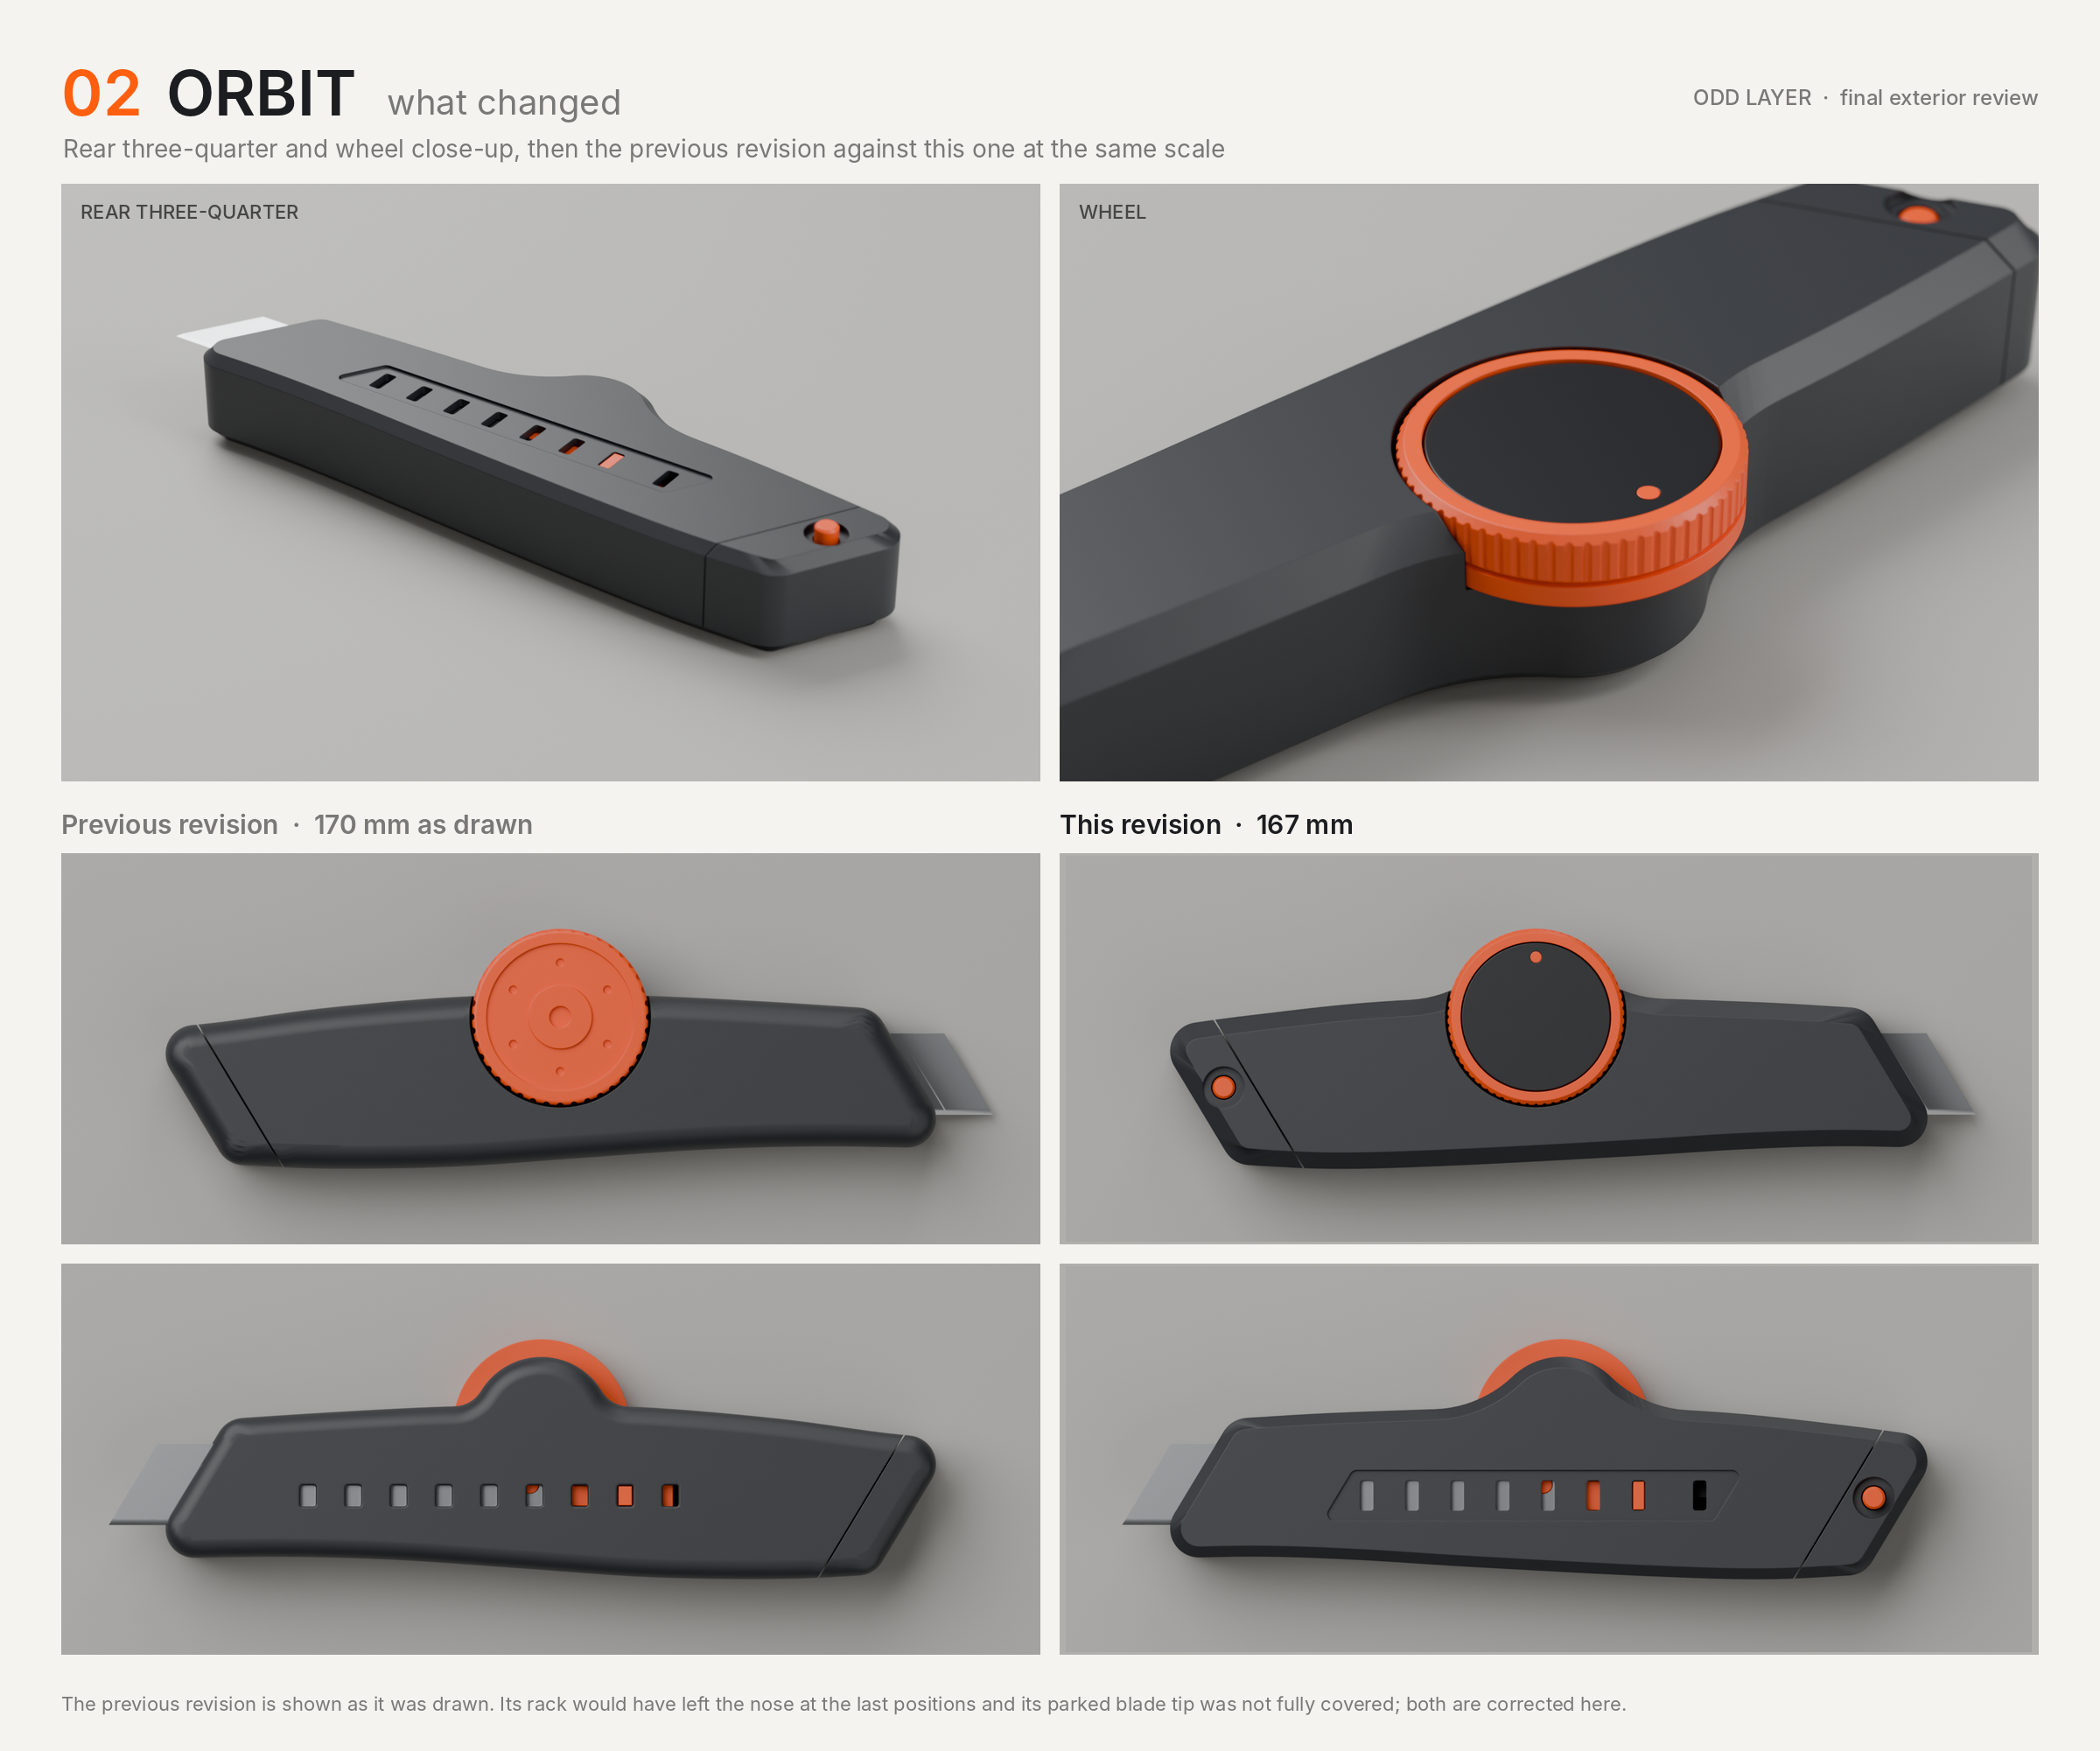 02 ORBIT what changed
ODD LAYER · final exterior review
Rear three-quarter and wheel close-up, then the previous revision against this one at the same scale
REAR THREE-QUARTER
WHEEL
Previous revision · 170 mm as drawn
This revision · 167 mm
The previous revision is shown as it was drawn. Its rack would have left the nose at the last positions and its parked blade tip was not fully covered; both are corrected here.